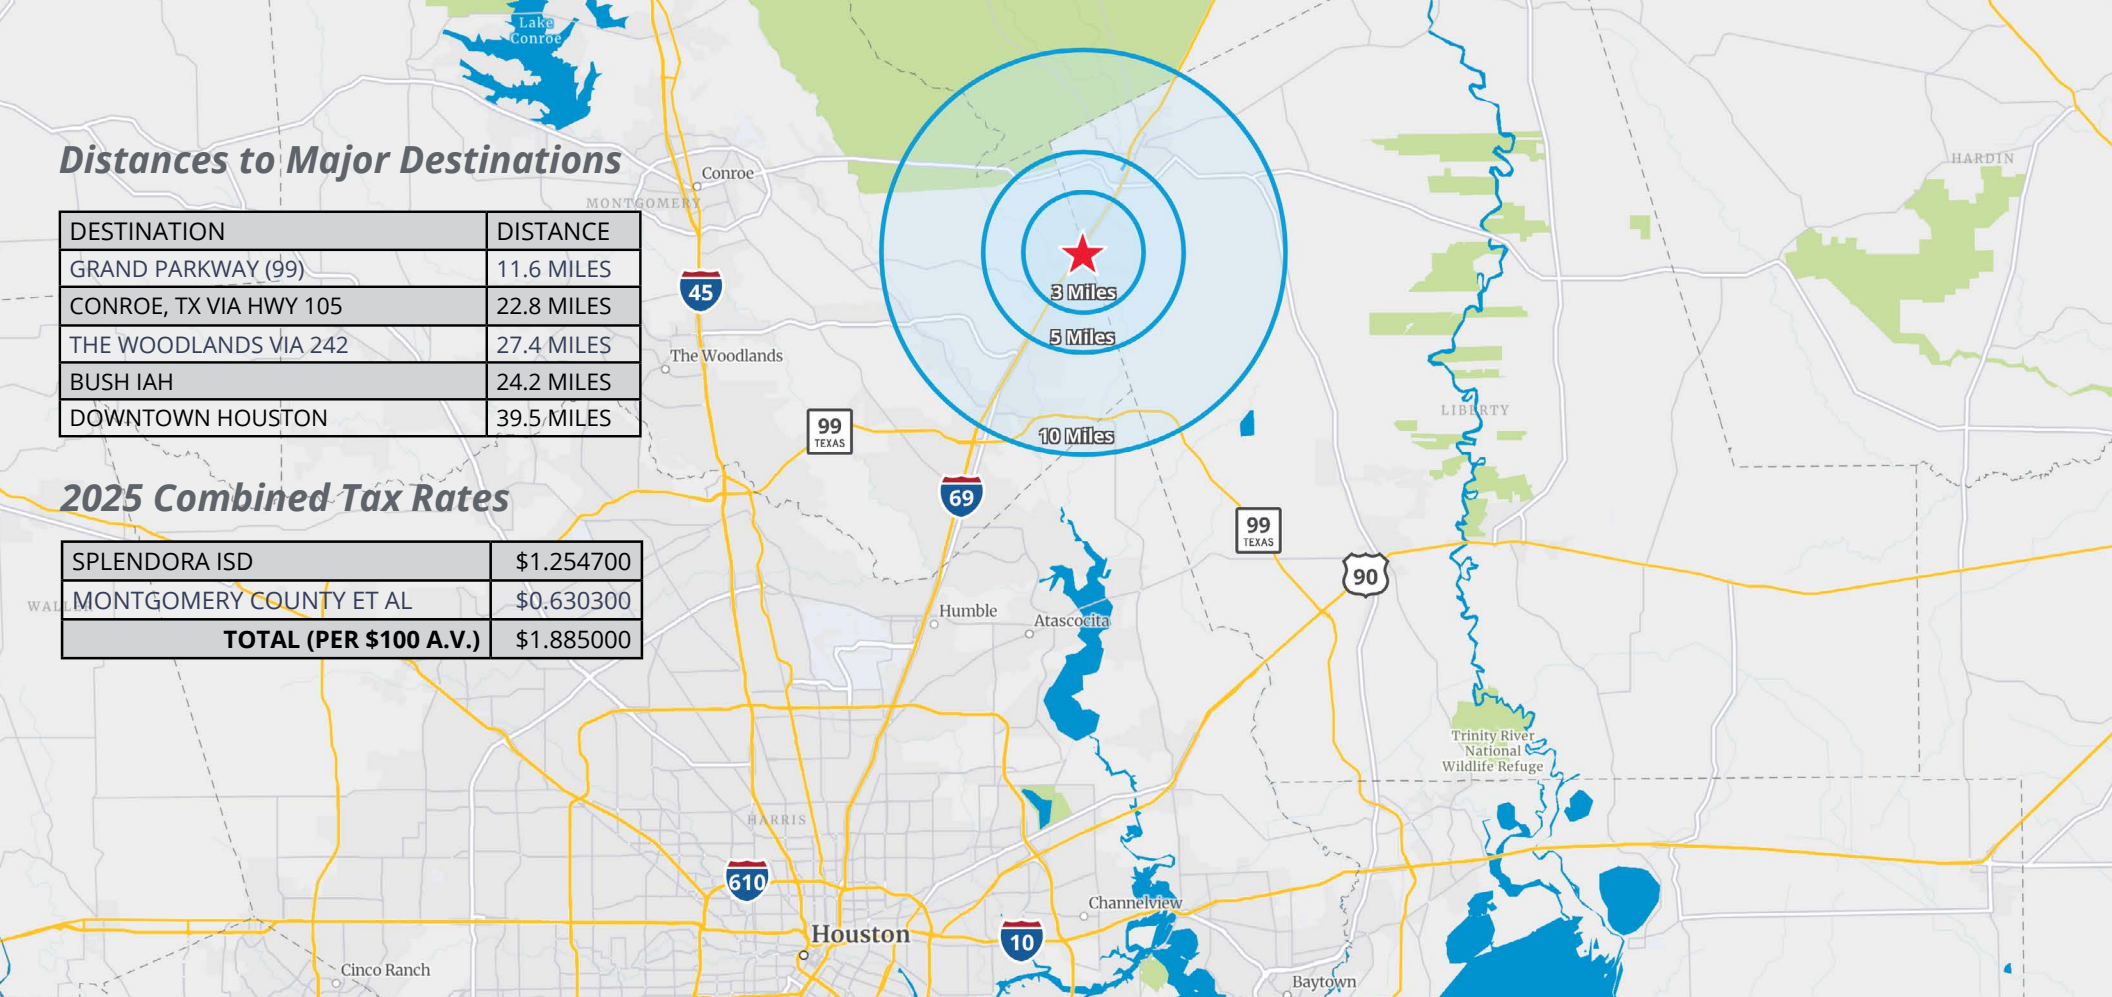 Lake
Conroe
Distances to Major Destinations
Conroe
MONTGOMERY
DESTINATION DISTANCE
GRAND PARKWAY (99) 11.6 MILES
CONROE, TX VIA HWY 105 22.8 MILES
THE WOODLANDS VIA 242 27.4 MILES
BUSH IAH 24.2 MILES
DOWNTOWN HOUSTON 39.5 MILES
HARDIN
45
3 Miles
5 Miles
10 Miles
The Woodlands
99
TEXAS
LIBERTY
2025 Combined Tax Rates
69
99
TEXAS
90
SPLENDORA ISD $1.254700
MONTGOMERY COUNTY ET AL $0.630300
TOTAL (PER $100 A.V.) $1.885000
WALLER
Humble
Atascocita
Trinity River
National
Wildlife Refuge
HARRIS
610
Channelview
Houston
10
Cinco Ranch
Baytown